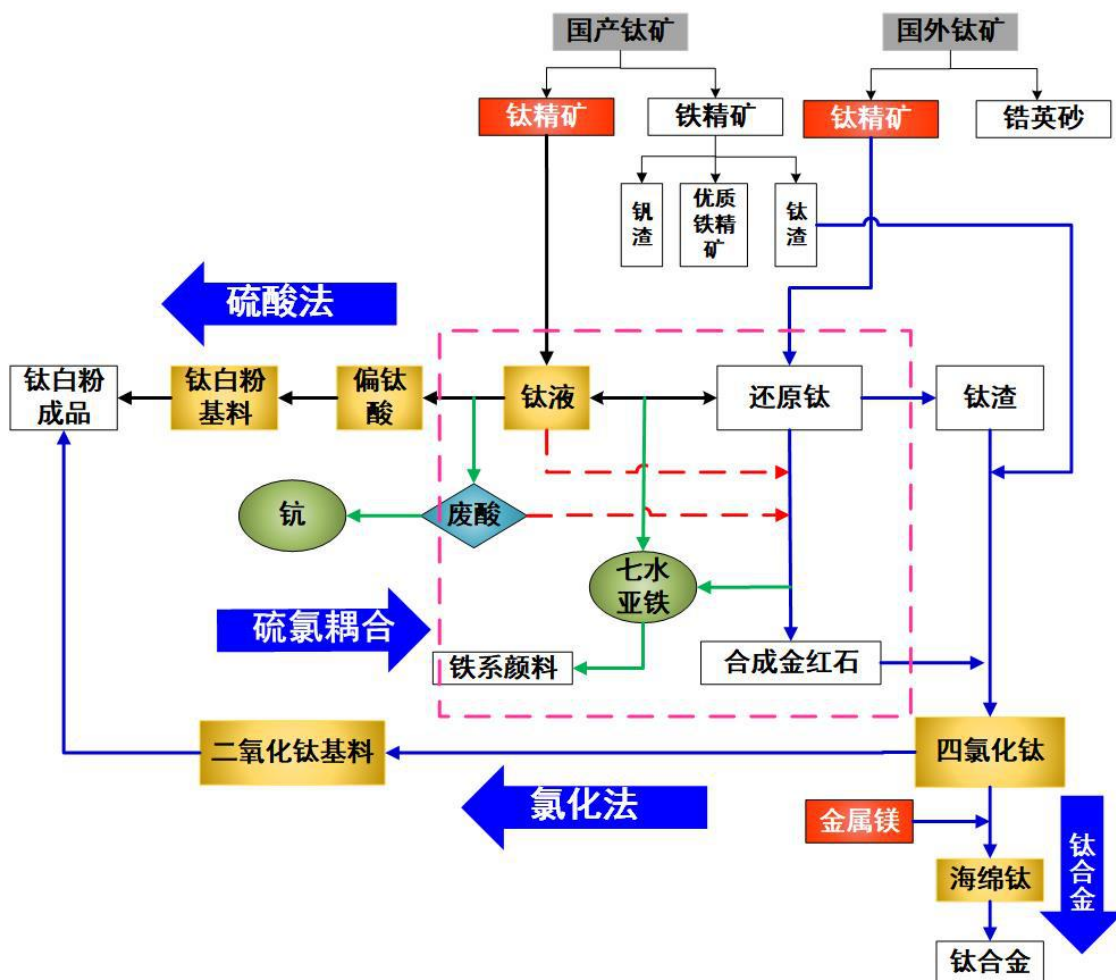 国产钛矿
国外钛矿
钛精矿
铁精矿
钛精矿
锆英砂
钒
渣
优质
铁精
矿
钛
渣
硫酸法
钛白粉
成品
钛白粉
基料
偏钛
酸
钛液
还原钛
钛渣
钪
废酸
七水
亚铁
硫氯耦合
铁系颜料
合成金红石
二氧化钛基料
四氯化钛
氯化法
金属镁
钛合金
海绵钛
钛合金